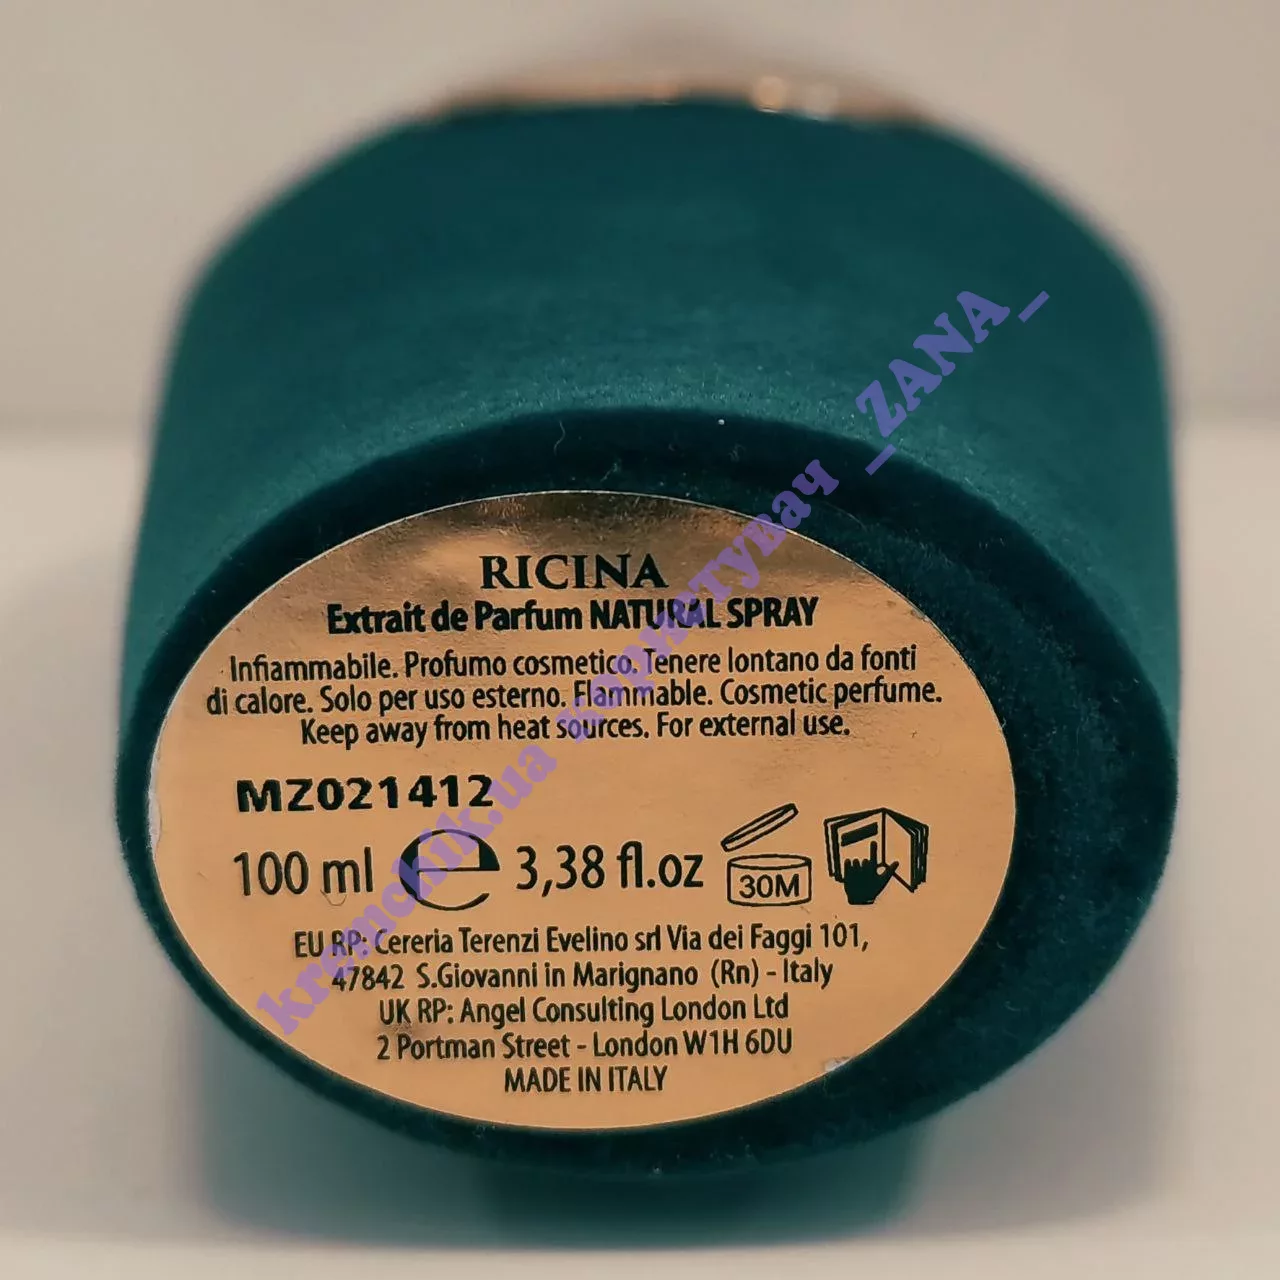 RICINA
Extrait de Parfum NATURAL SPRAY
Infiammabile. Profumo cosmetico. Tenere lontano da fonti
di calore. Solo per uso esterno. Flammable. Cosmetic perfume.
Keep away from heat sources. For external use.
MZ021412
100 ml e 3,38 fl.oz 30M
EU RP: Cereria Terenzi Evelino srl Via dei Faggi 101,
47842 S.Giovanni in Marignano (Rn) - Italy
UK RP: Angel Consulting London Ltd
2 Portman Street - London W1H 6DU
MADE IN ITALY
krenchik.ua користувач _ZANA_